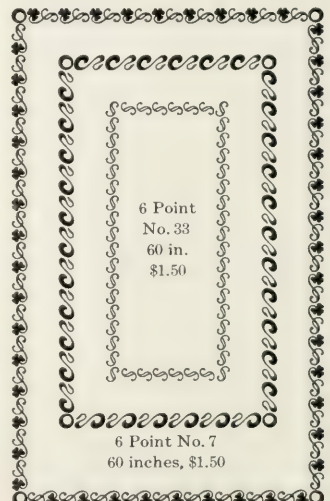 6 Point
No. 33
60 in.
$1.50
6 Point No. 7
60 inches, $1.50